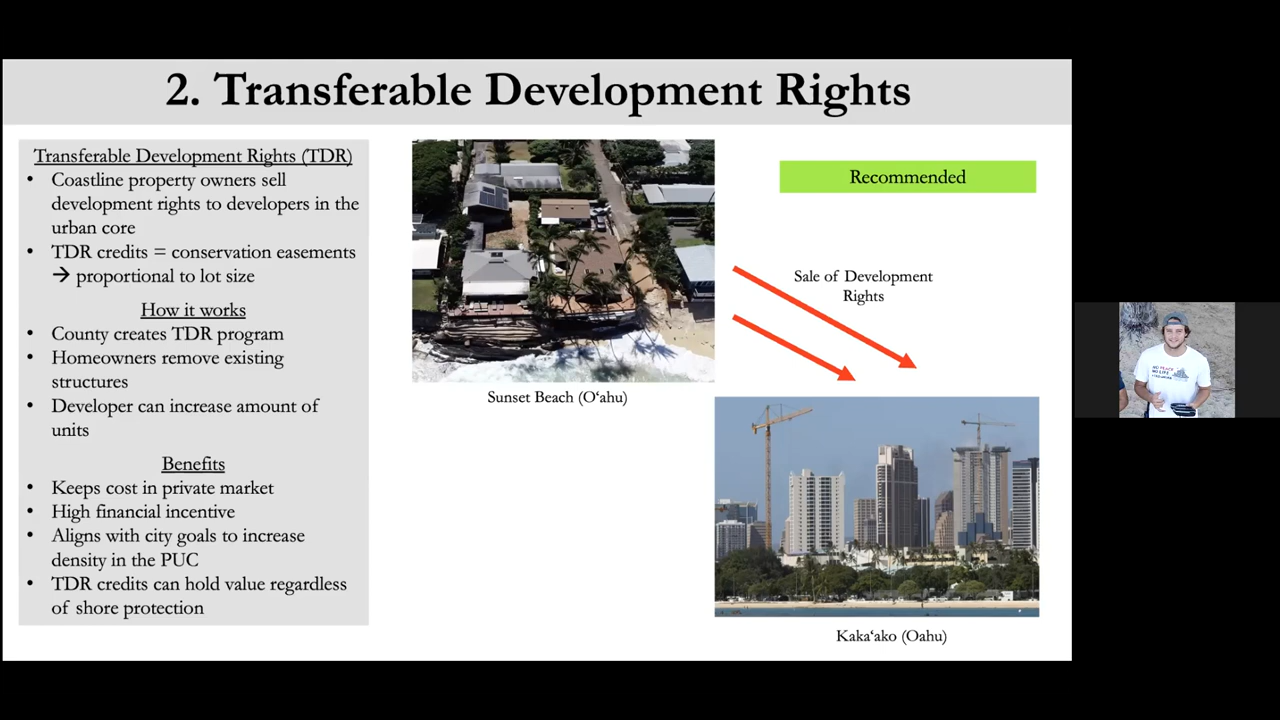 2. Transferable Development Rights
Transferable Development Rights (TDR)
• Coastline property owners sell
development rights to developers in the
urban core
• TDR credits = conservation easements
→ proportional to lot size
How it works
• County creates TDR program
• Homeowners remove existing
structures
• Developer can increase amount of
units
Benefits
• Keeps cost in private market
• High financial incentive
• Aligns with city goals to increase
density in the PUC
• TDR credits can hold value regardless
of shore protection
Sunset Beach (Oʻahu)
Recommended
Sale of Development
Rights
Kakaʻako (Oahu)
NO PEACE
NO LIFE